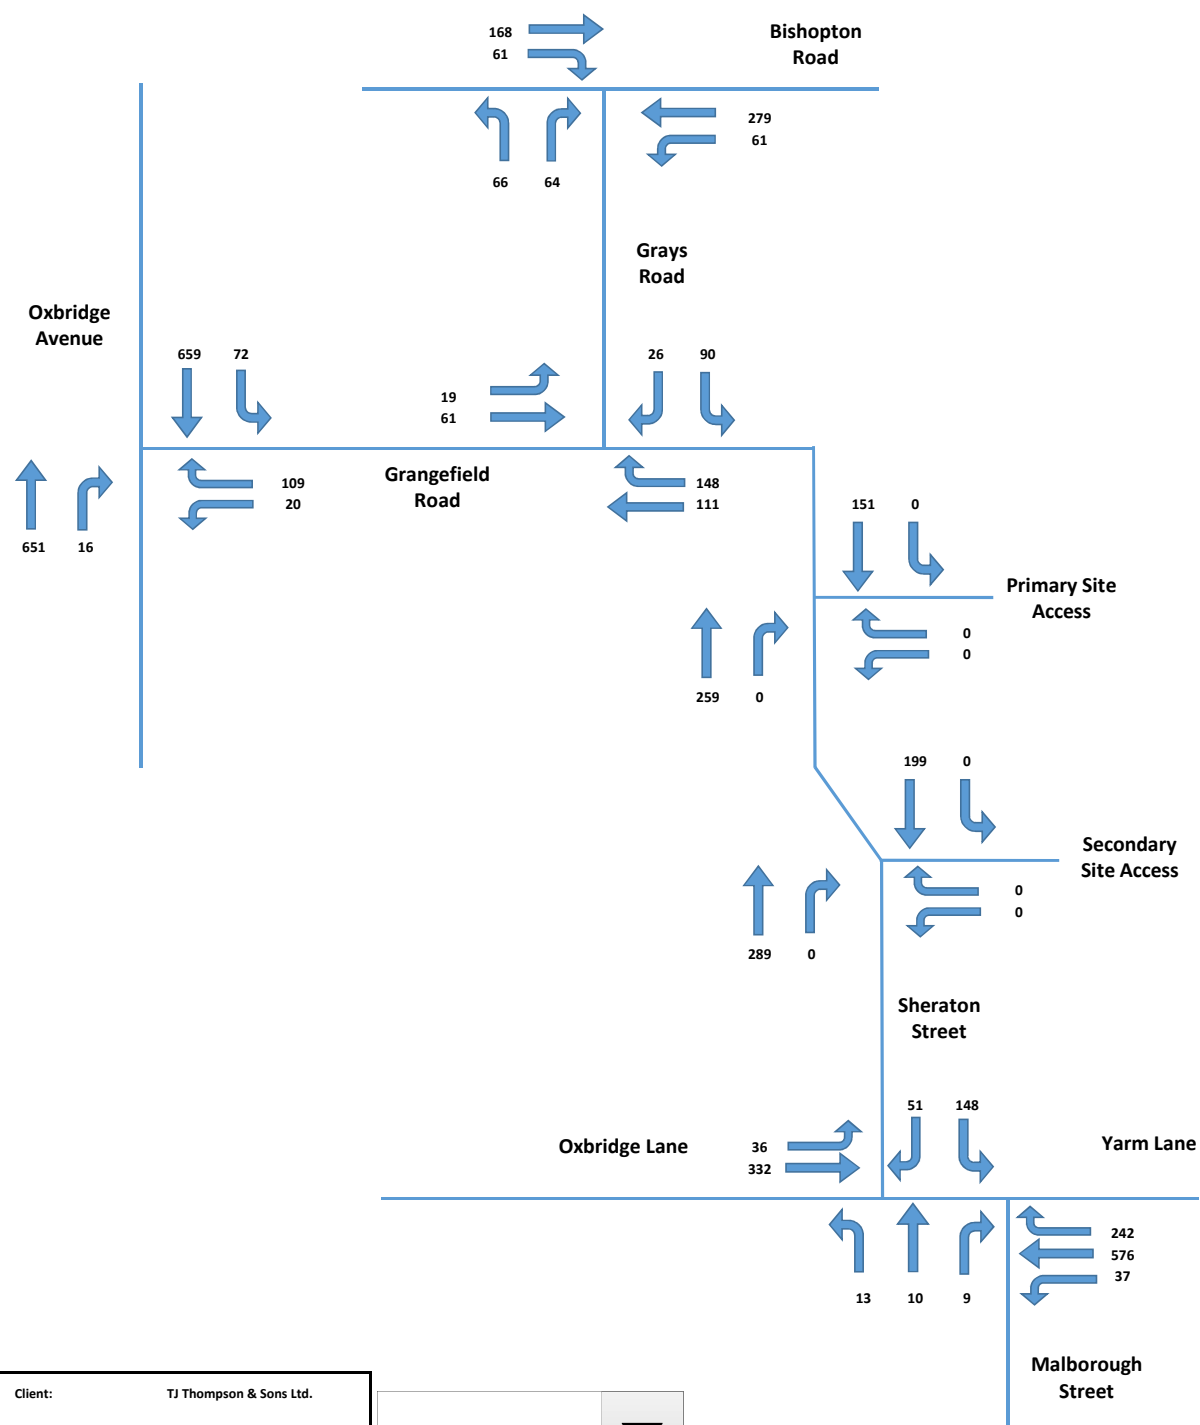 168
61
Bishopton
Road
279
61
66 64
Grays
Road
Oxbridge
Avenue
659 72
26 90
19
61
Grangefield
Road
109
20
148
111
651 16
151 0
Primary Site
Access
0
0
259 0
199 0
Secondary
Site Access
0
0
289 0
Sheraton
Street
51 148
Oxbridge Lane
36
332
Yarm Lane
242
576
37
13 10 9
Malborough
Street
Client: TJ Thompson & Sons Ltd.